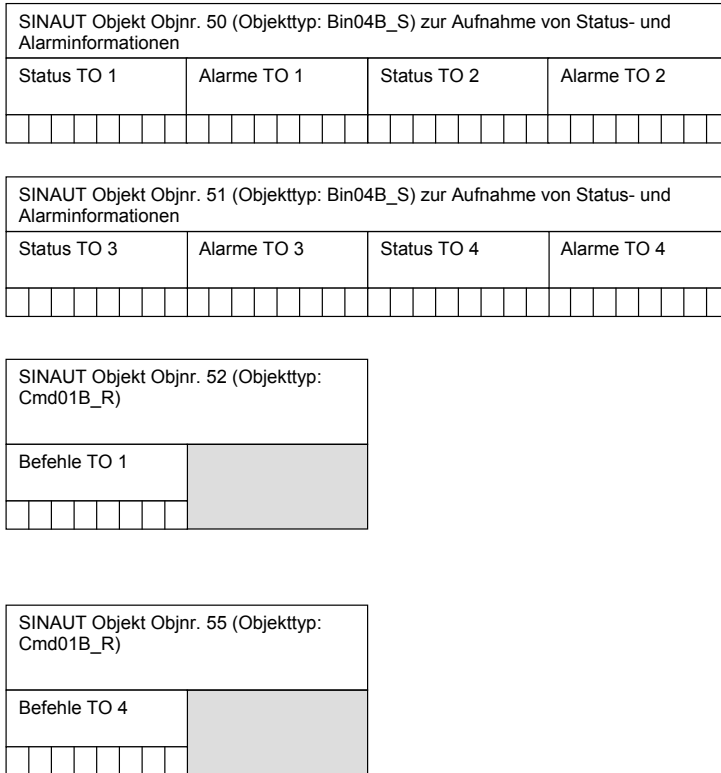 SINAUT Objekt Objnr. 50 (Objekttyp: Bin04B_S) zur Aufnahme von Status- und
Alarminformationen
Status TO 1
Alarme TO 1
Status TO 2
Alarme TO 2
SINAUT Objekt Objnr. 51 (Objekttyp: Bin04B_S) zur Aufnahme von Status- und
Alarminformationen
Status TO 3
Alarme TO 3
Status TO 4
Alarme TO 4
SINAUT Objekt Objnr. 52 (Objekttyp:
Cmd01B_R)
Befehle TO 1
SINAUT Objekt Objnr. 55 (Objekttyp:
Cmd01B_R)
Befehle TO 4